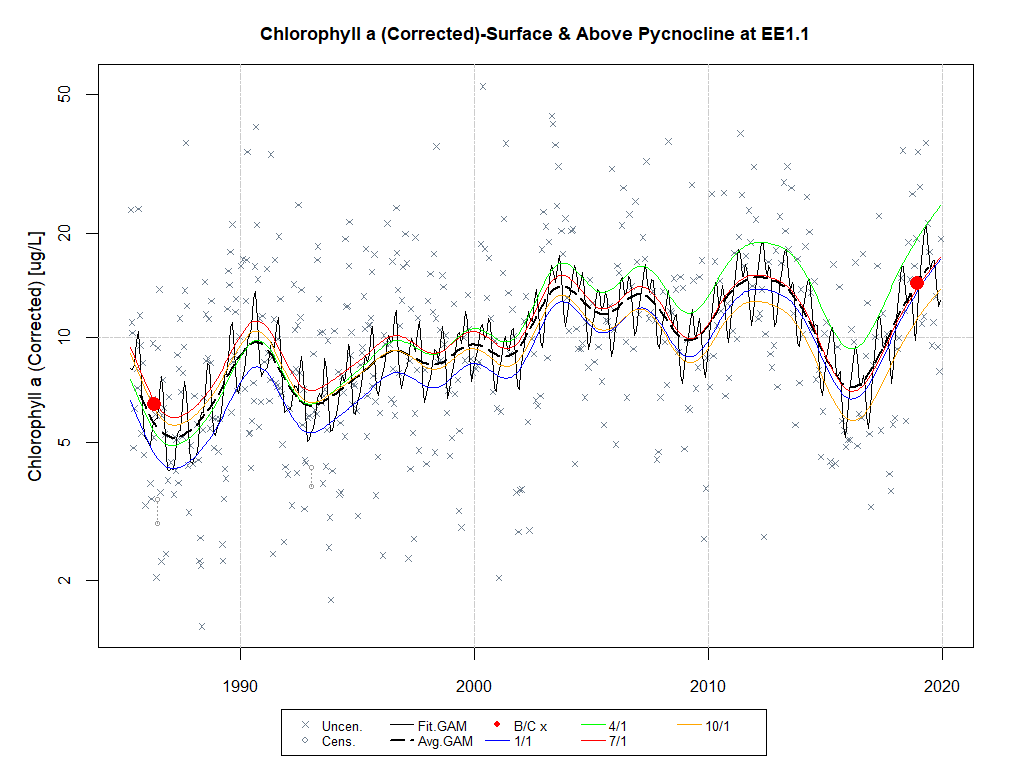 Chlorophyll a (Corrected)-Surface & Above Pycnocline at EE1.1
Chlorophyll a (Corrected) [ug/L]
50
20
10
5
2
1990 2000 2010 2020
Uncen. Fit.GAM B/C x 4/1 10/1
Cens. Avg.GAM 1/1 7/1